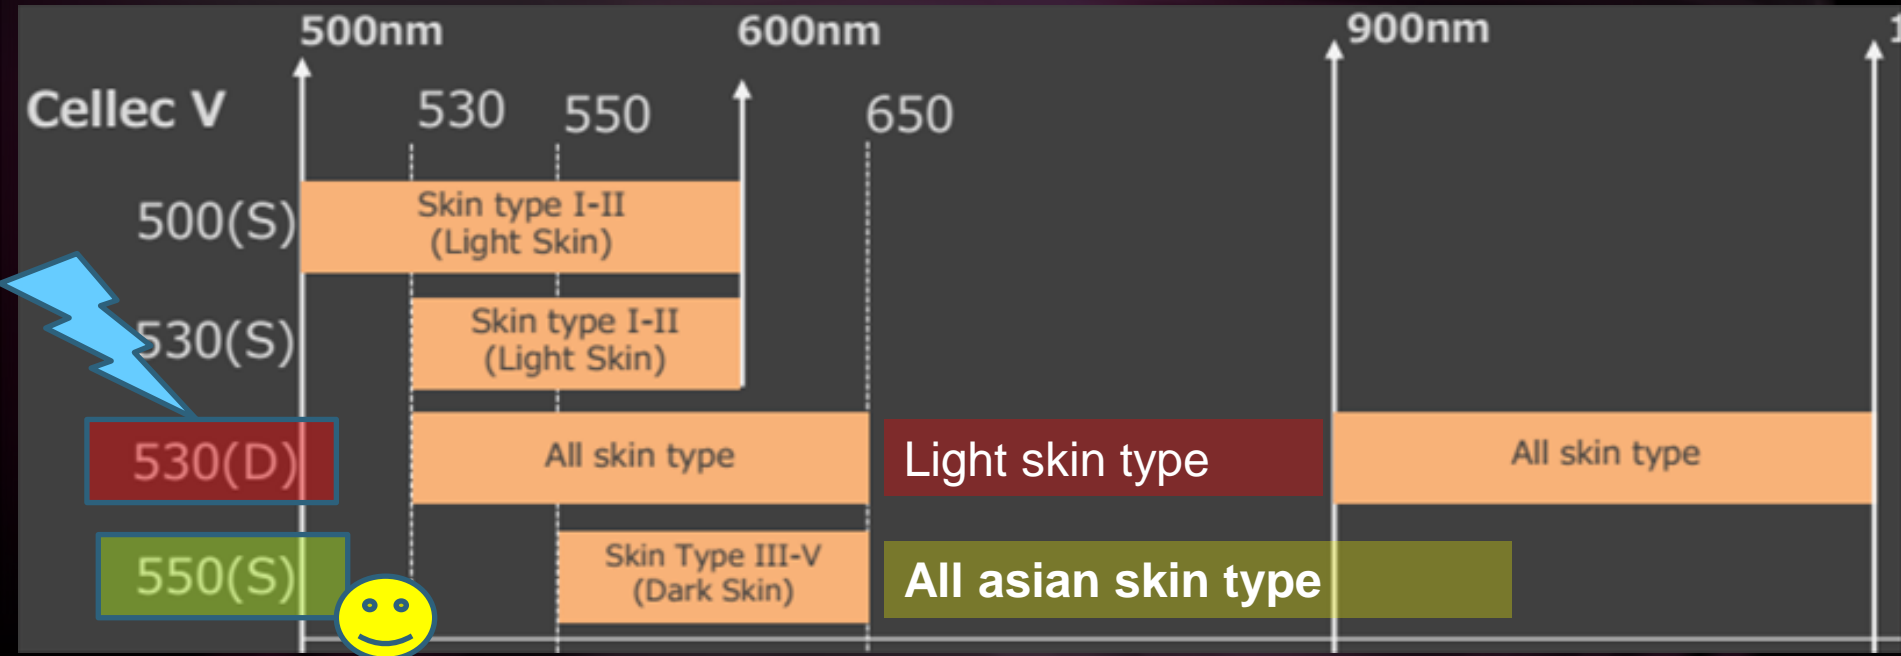 500nm 600nm 900nm
Cellec V 530 550 650
500(S) Skin type I-II
(Light Skin)
530(S) Skin type I-II
(Light Skin)
530(D) All skin type Light skin type All skin type
550(S) Skin Type III-V
(Dark Skin) All asian skin type